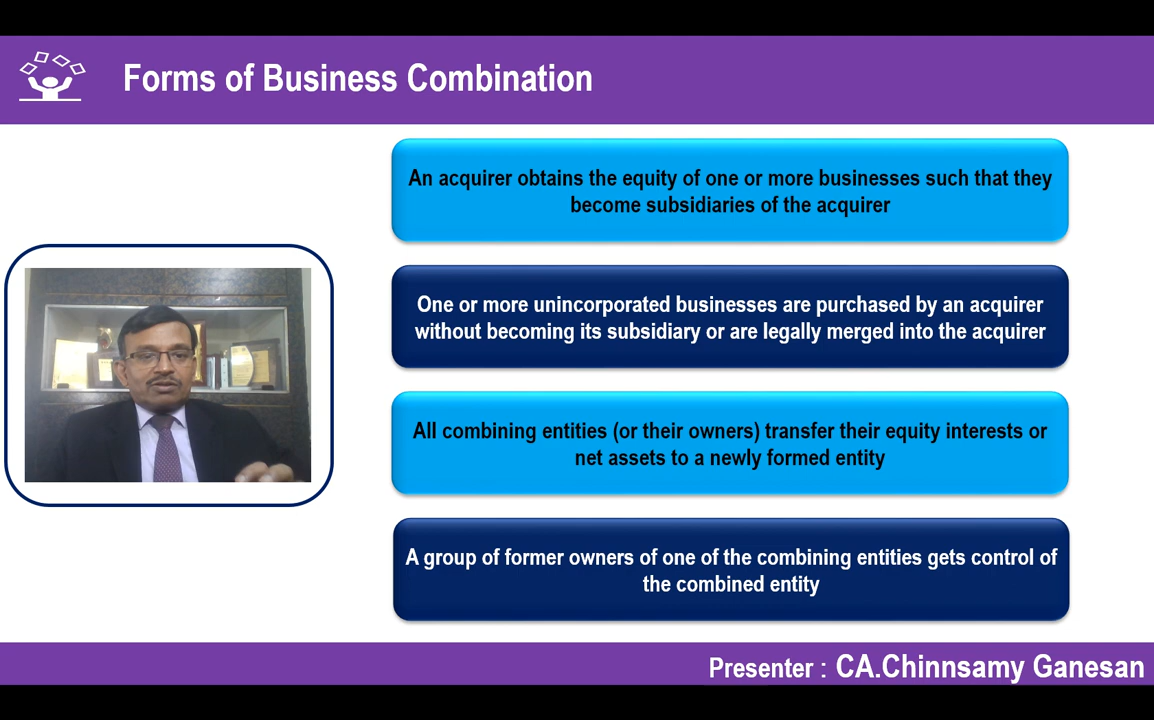 Forms of Business Combination
An acquirer obtains the equity of one or more businesses such that they
become subsidiaries of the acquirer
One or more unincorporated businesses are purchased by an acquirer
without becoming its subsidiary or are legally merged into the acquirer
All combining entities (or their owners) transfer their equity interests or
net assets to a newly formed entity
A group of former owners of one of the combining entities gets control of
the combined entity
Presenter : CA.Chinnsamy Ganesan